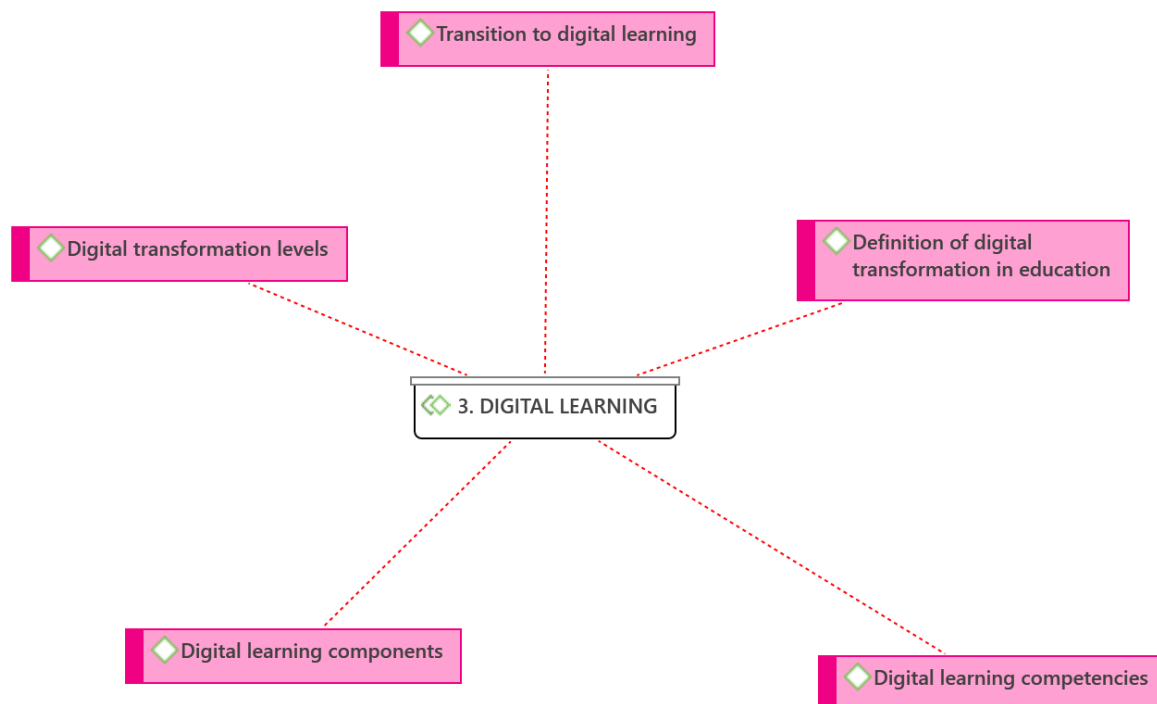 Transition to digital learning
Digital transformation levels
Definition of digital
transformation in education
3. DIGITAL LEARNING
Digital learning components
Digital learning competencies